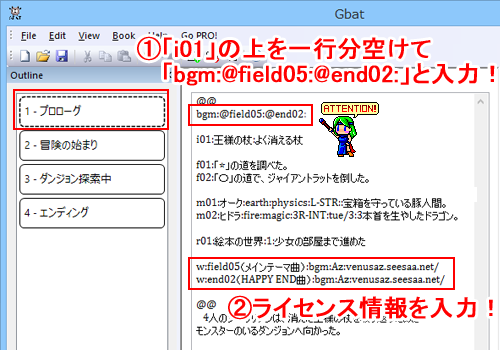 Gbat
File Edit View Book Help Go PRO!
①「i01」の上を一行分空けて
「bgm:@field05:@end02:」と入力！
Outline
@@
bgm:@field05:@end02:
ATTENTION!
1 - プロローグ
i01:王様の杖:よく消える杖
2 - 冒険の始まり
f01:「*」の道を調べた。
f02:「○」の道で、ジャイアントラットを倒した。
3 - ダンジョン探索中
m01:オーク:earth:physics:L-STR::宝箱を守っている豚人間。
m02:ヒドラ:fire:magic:3R-INT:tue/3:3本首を生やしたドラゴン。
4 - エンディング
r01:絵本の世界:1:少女の部屋まで進めた
w:field05(メインテーマ曲):bgm:Az:venusaz.seesaa.net/
w:end02(HAPPY END曲):bgm:Az:venusaz.seesaa.net/
@@
②ライセンス情報を入力！
モンスターのいるダンジョンへ向かった。